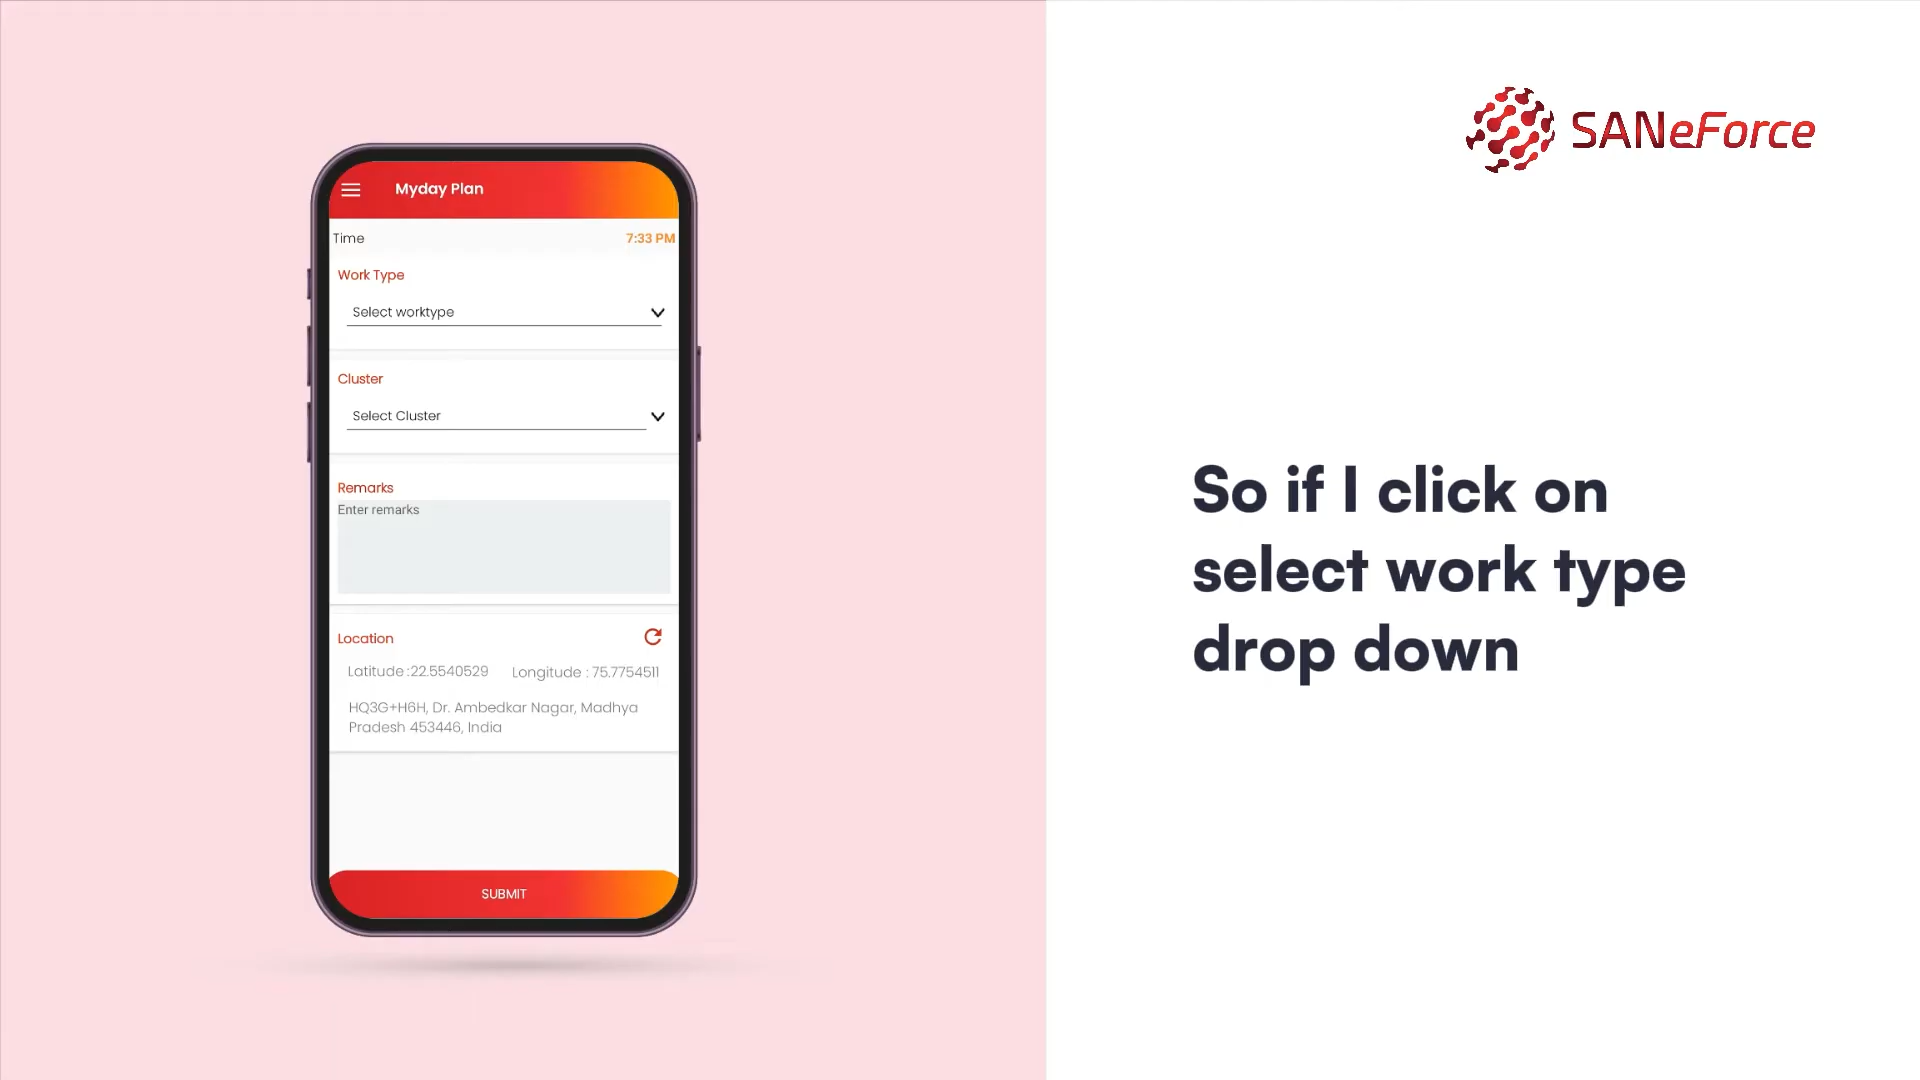 Myday Plan
Time 7:33 PM
Work Type
Select worktype
Cluster
Select Cluster
Remarks
Enter remarks
Location
Latitude :22.5540529 Longitude : 75.7754511
HQ3G+H6H, Dr. Ambedkar Nagar, Madhya
Pradesh 453446, India
SUBMIT
SANeForce
So if I click on
select work type
drop down